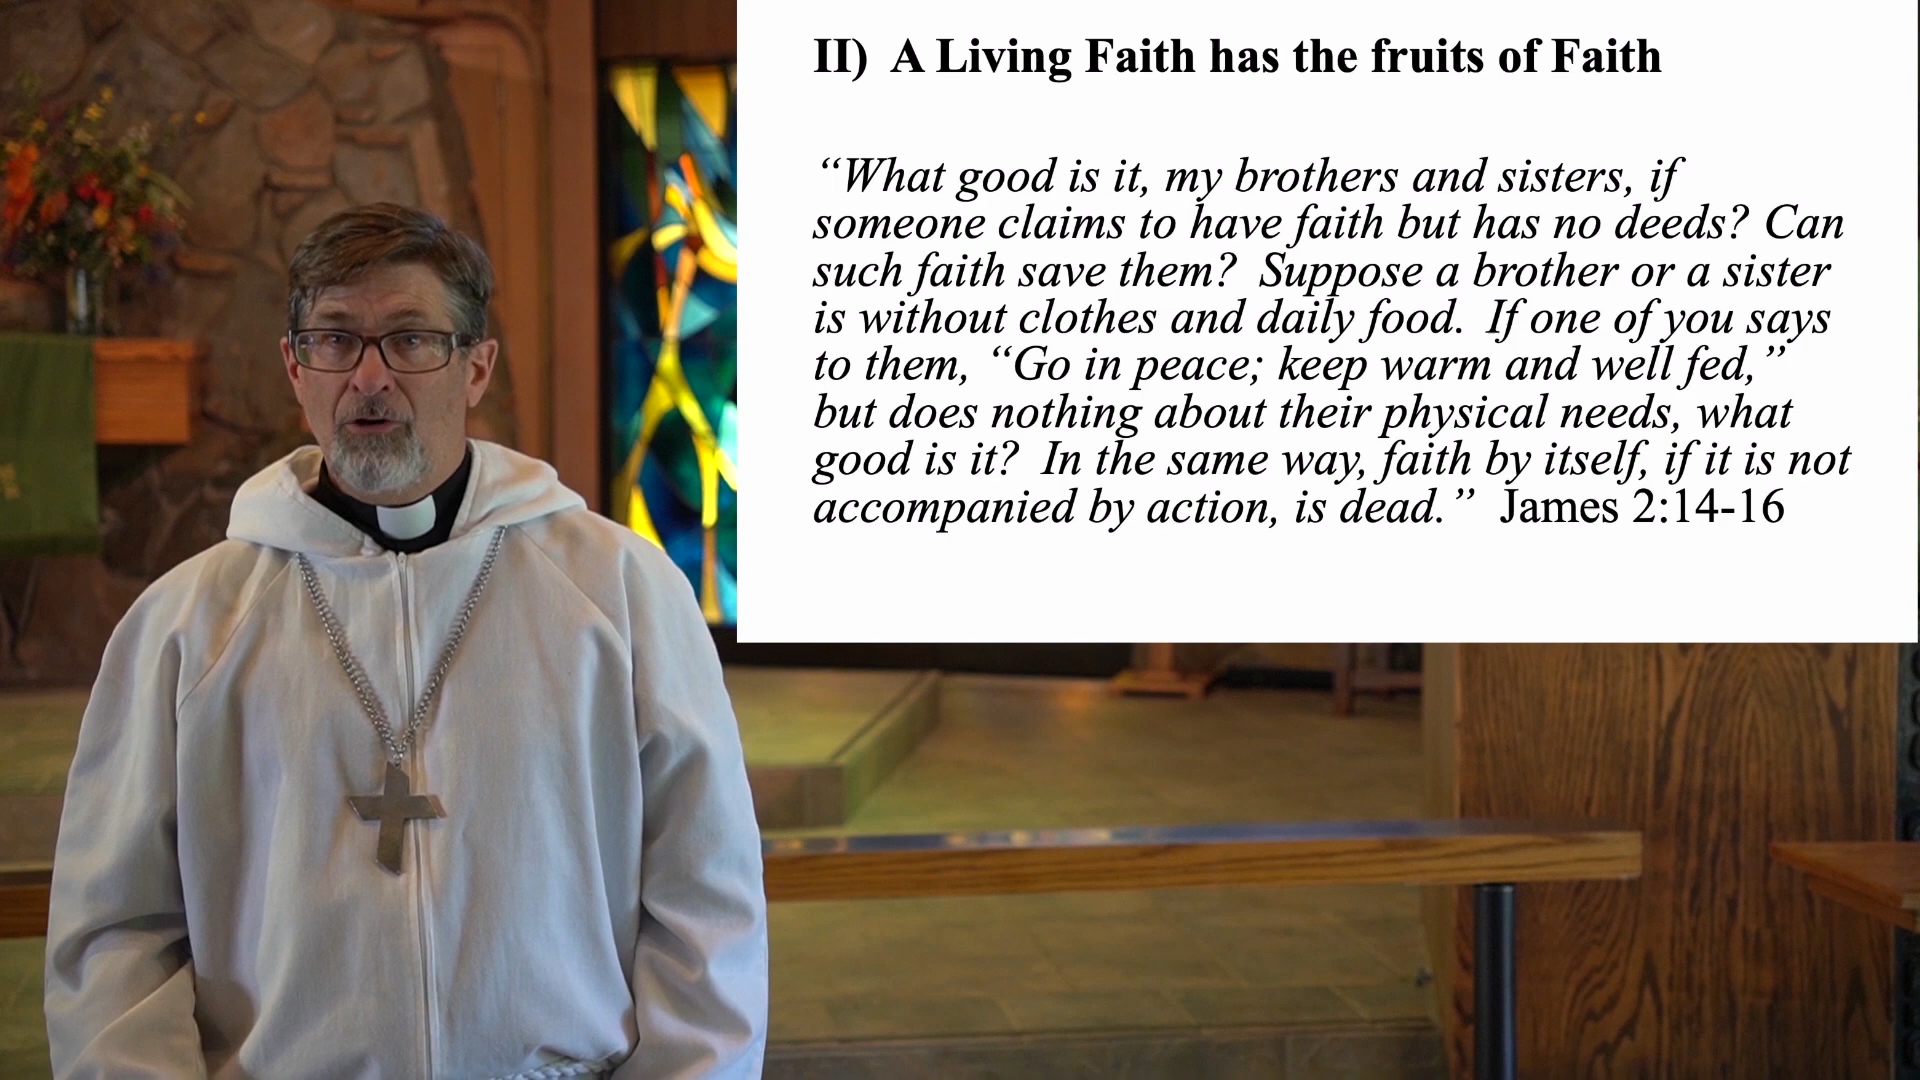 II)  A Living Faith has the fruits of Faith
“What good is it, my brothers and sisters, if
someone claims to have faith but has no deeds? Can
such faith save them?  Suppose a brother or a sister
is without clothes and daily food.  If one of you says
to them, “Go in peace; keep warm and well fed,”
but does nothing about their physical needs, what
good is it?  In the same way, faith by itself, if it is not
accompanied by action, is dead.”  James 2:14-16